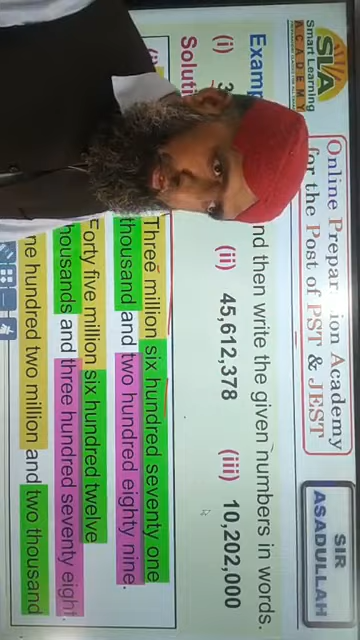 SLA
Smart Learning
ACADEMY
Online Prepar ion Academy
for the Post of PST & JEST
SIR
ASADULLAH
Examp nd then write the given numbers in words.
(i) 3 (ii) 45,612,378 (iii) 10,202,000
Soluti
Three million six hundred seventy one
thousand and two hundred eighty nine.
Forty five million six hundred twelve
housands and three hundred seventy eight.
ne hundred two million and two thousand